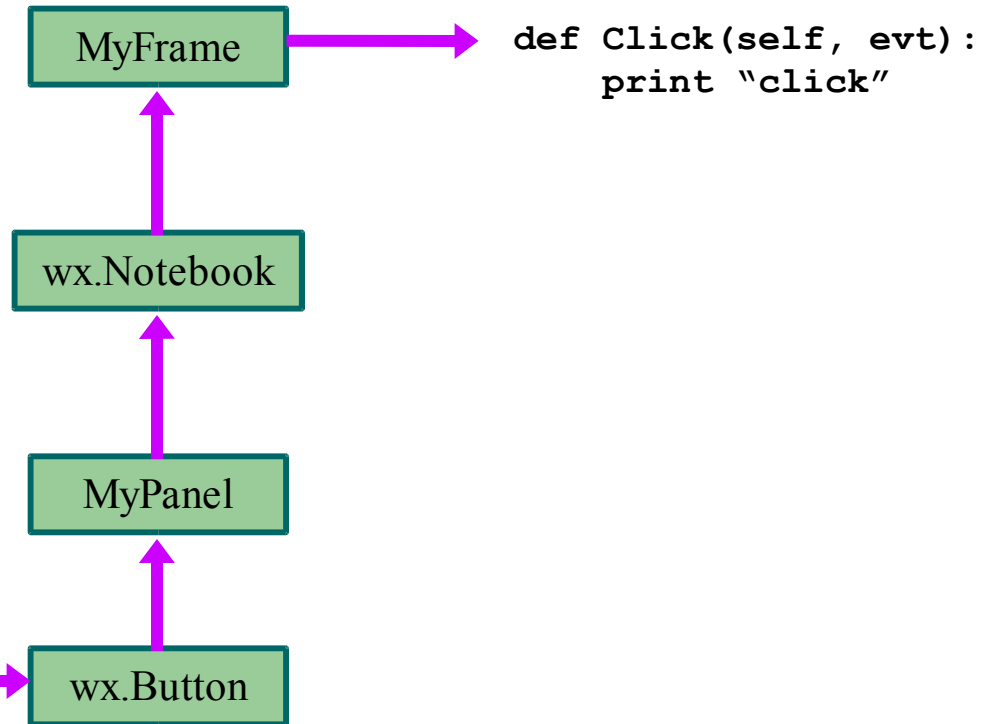 MyFrame
def Click(self, evt):
    print “click”
wx.Notebook
MyPanel
wx.Button